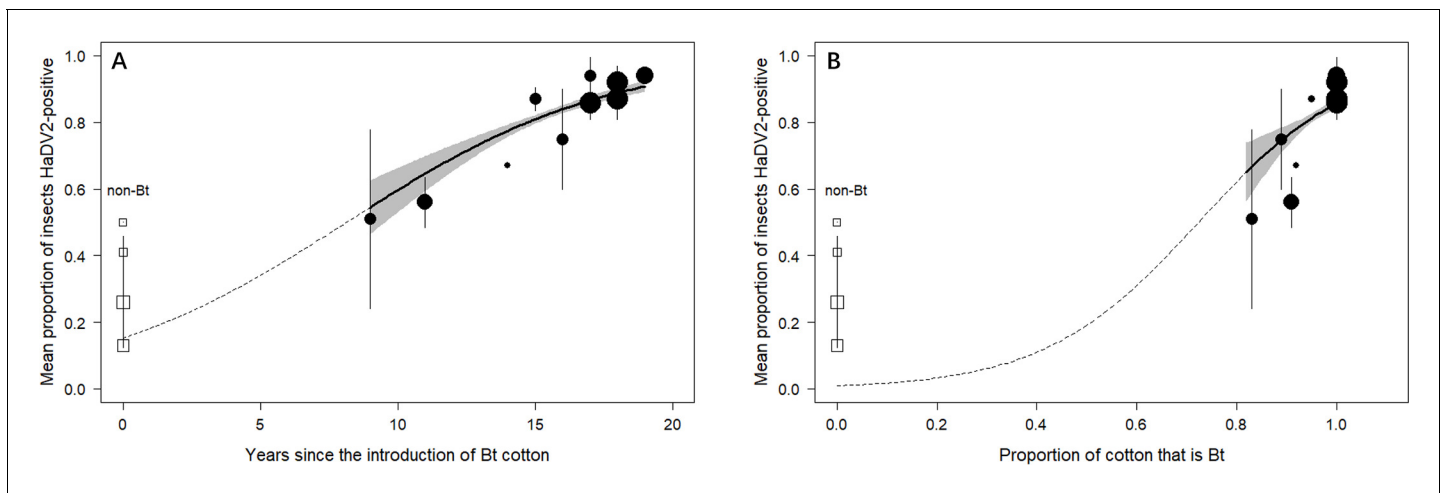 A
Mean proportion of insects HaDV2-positive
1.0
0.8
0.6
0.4
0.2
0.0
non-Bt
0 5 10 15 20
Years since the introduction of Bt cotton
B
Mean proportion of insects HaDV2-positive
1.0
0.8
0.6
0.4
0.2
0.0
non-Bt
0.0 0.2 0.4 0.6 0.8 1.0
Proportion of cotton that is Bt